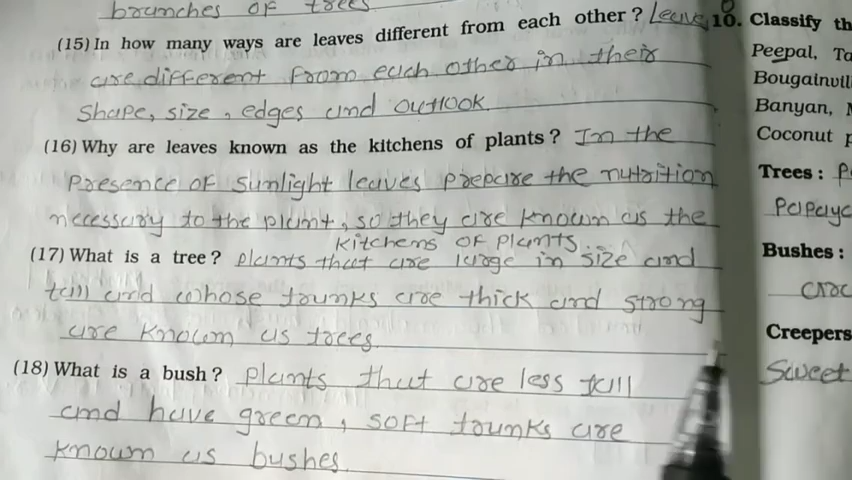 branches of trees
(15) In how many ways are leaves different from each other ? Leaves
are different from each other in their
shape, size, edges and outlook.
(16) Why are leaves known as the kitchens of plants ? In the
presence of sunlight leaves prepare the nutrition
necessary to the plant, so they are known as the
kitchens of plants.
(17) What is a tree ? plants that are large in size and
tall and whose trunks are thick and strong
are known as trees.
(18) What is a bush ? plants that are less tall
and have green, soft trunks are
known as bushes.
10. Classify th
Peepal, Ta
Bougainvil
Banyan,
Coconut p
Trees : P
Papaya
Bushes :
Creepers
Sweet